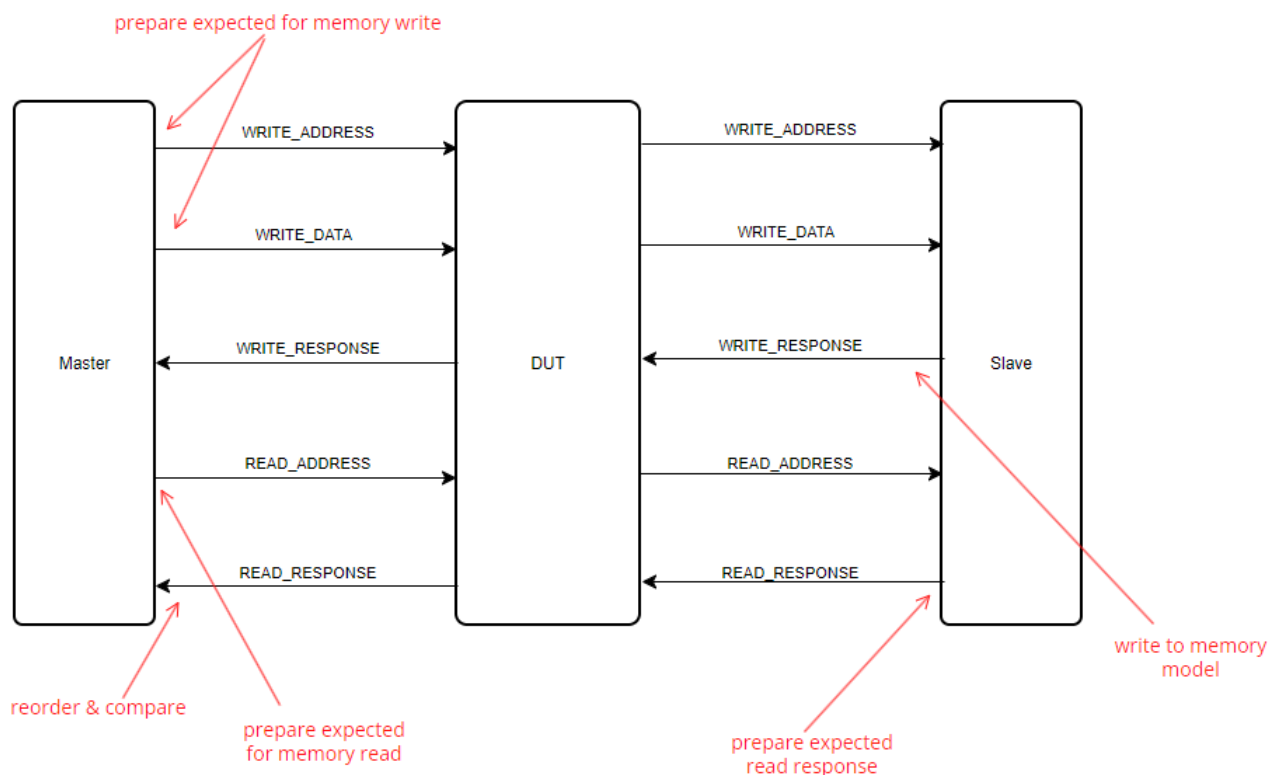 prepare expected for memory write
WRITE_ADDRESS
WRITE_ADDRESS
WRITE_DATA
WRITE_DATA
Master
WRITE_RESPONSE
DUT
WRITE_RESPONSE
Slave
READ_ADDRESS
READ_ADDRESS
READ_RESPONSE
READ_RESPONSE
write to memory
model
reorder & compare
prepare expected
for memory read
prepare expected
read response